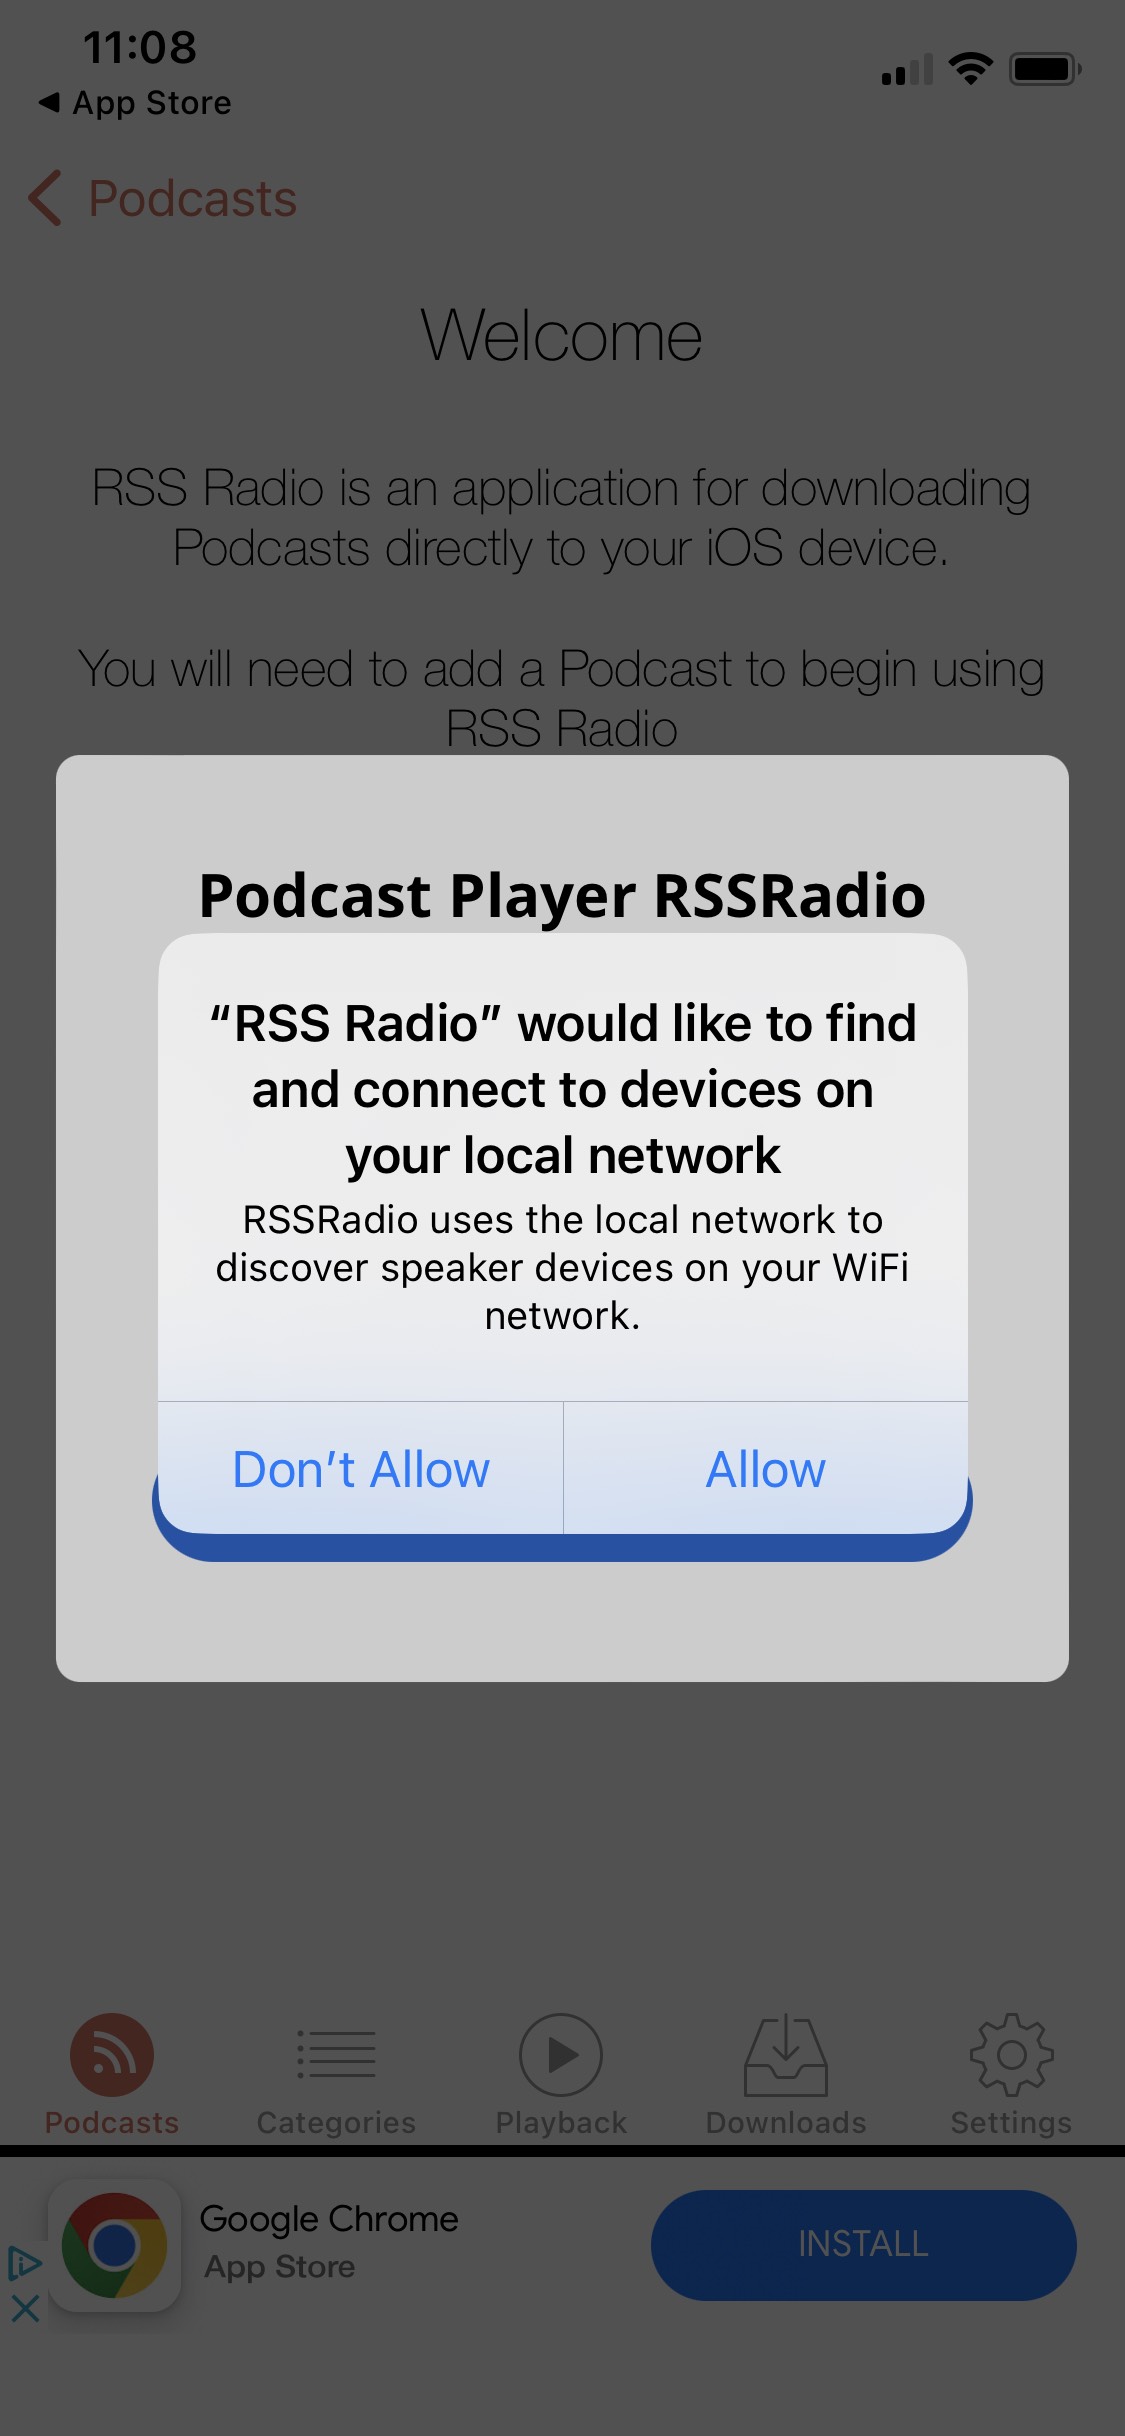 11:08
App Store
Podcasts
Welcome
RSS Radio is an application for downloading
Podcasts directly to your iOS device.
You will need to add a Podcast to begin using
RSS Radio
Podcast Player RSSRadio
“RSS Radio” would like to find
and connect to devices on
your local network
RSSRadio uses the local network to
discover speaker devices on your WiFi
network.
Don’t Allow
Allow
Podcasts
Categories
Playback
Downloads
Settings
Google Chrome
App Store
INSTALL